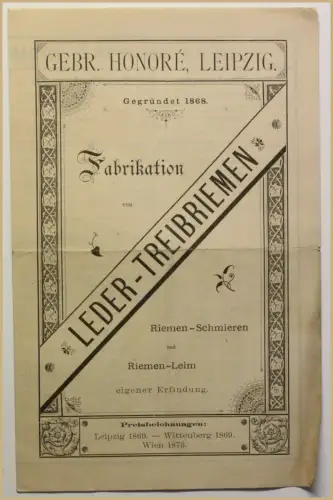 GEBR. HONORÉ, LEIPZIG.
Gegründet 1868.
Fabrikation
von
LEDER-TREIBRIEMEN
Riemen-Schmieren
und
Riemen-Leim
eigener Erfindung.
Preisbezeichnungen:
Leipzig 1869. — Wittenberg 1869.
Wien 1873.